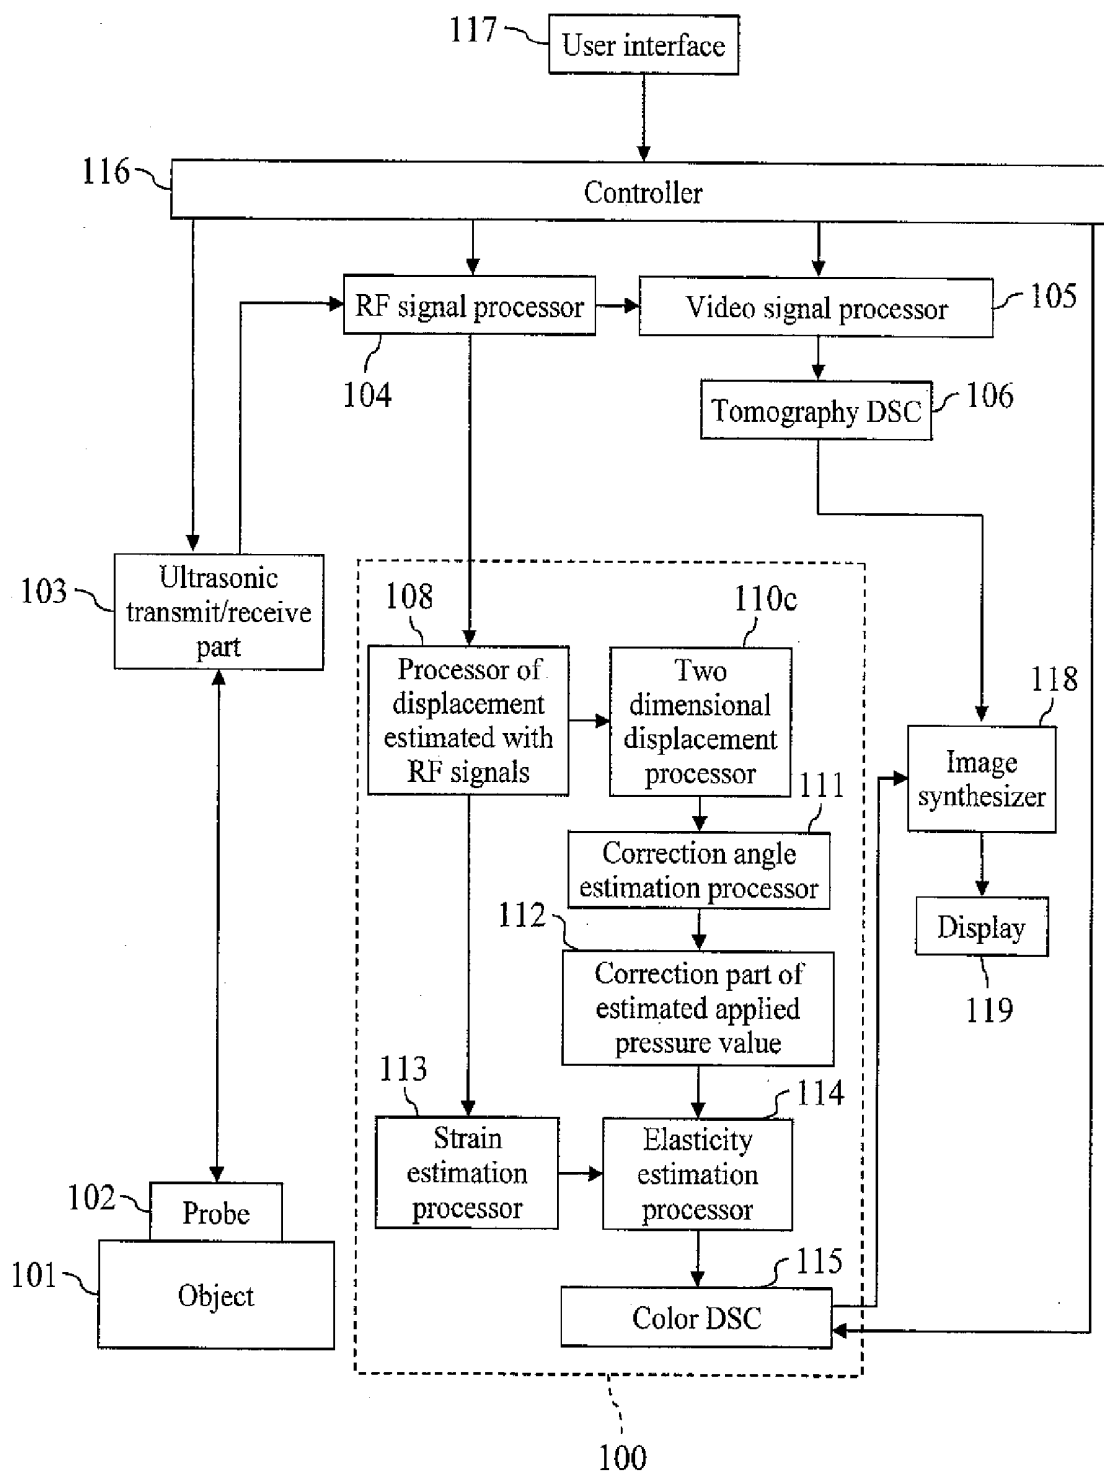 117
User interface
116
Controller
RF signal processor
Video signal processor
105
104
Tomography DSC
106
103
Ultrasonic
transmit/receive
part
108
110c
Processor of
displacement
estimated with
RF signals
Two
dimensional
displacement
processor
118
Image
synthesizer
111
Correction angle
estimation processor
112
Display
119
Correction part of
estimated applied
pressure value
113
114
Strain
estimation
processor
Elasticity
estimation
processor
102
Probe
101
Object
115
Color DSC
100